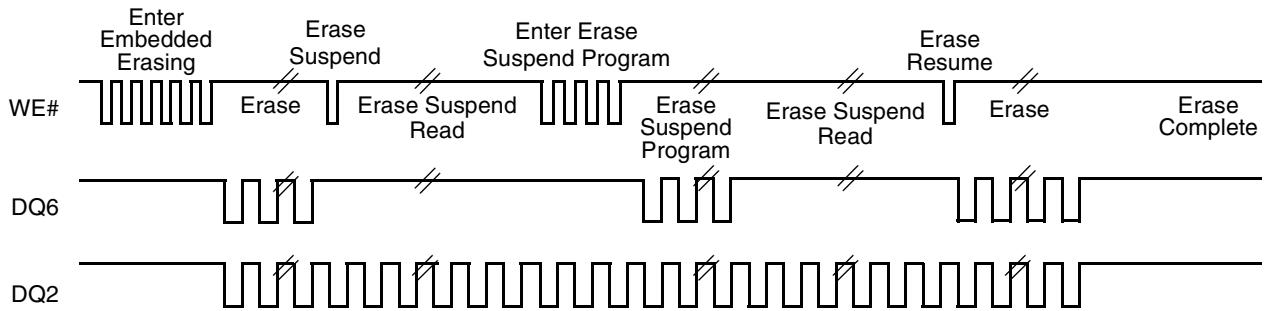 Enter
Embedded
Erasing
Erase
Suspend
Enter Erase
Suspend Program
Erase
Resume
WE#
Erase
Erase Suspend
Read
Erase
Suspend
Program
Erase Suspend
Read
Erase
Erase
Complete
DQ6
DQ2